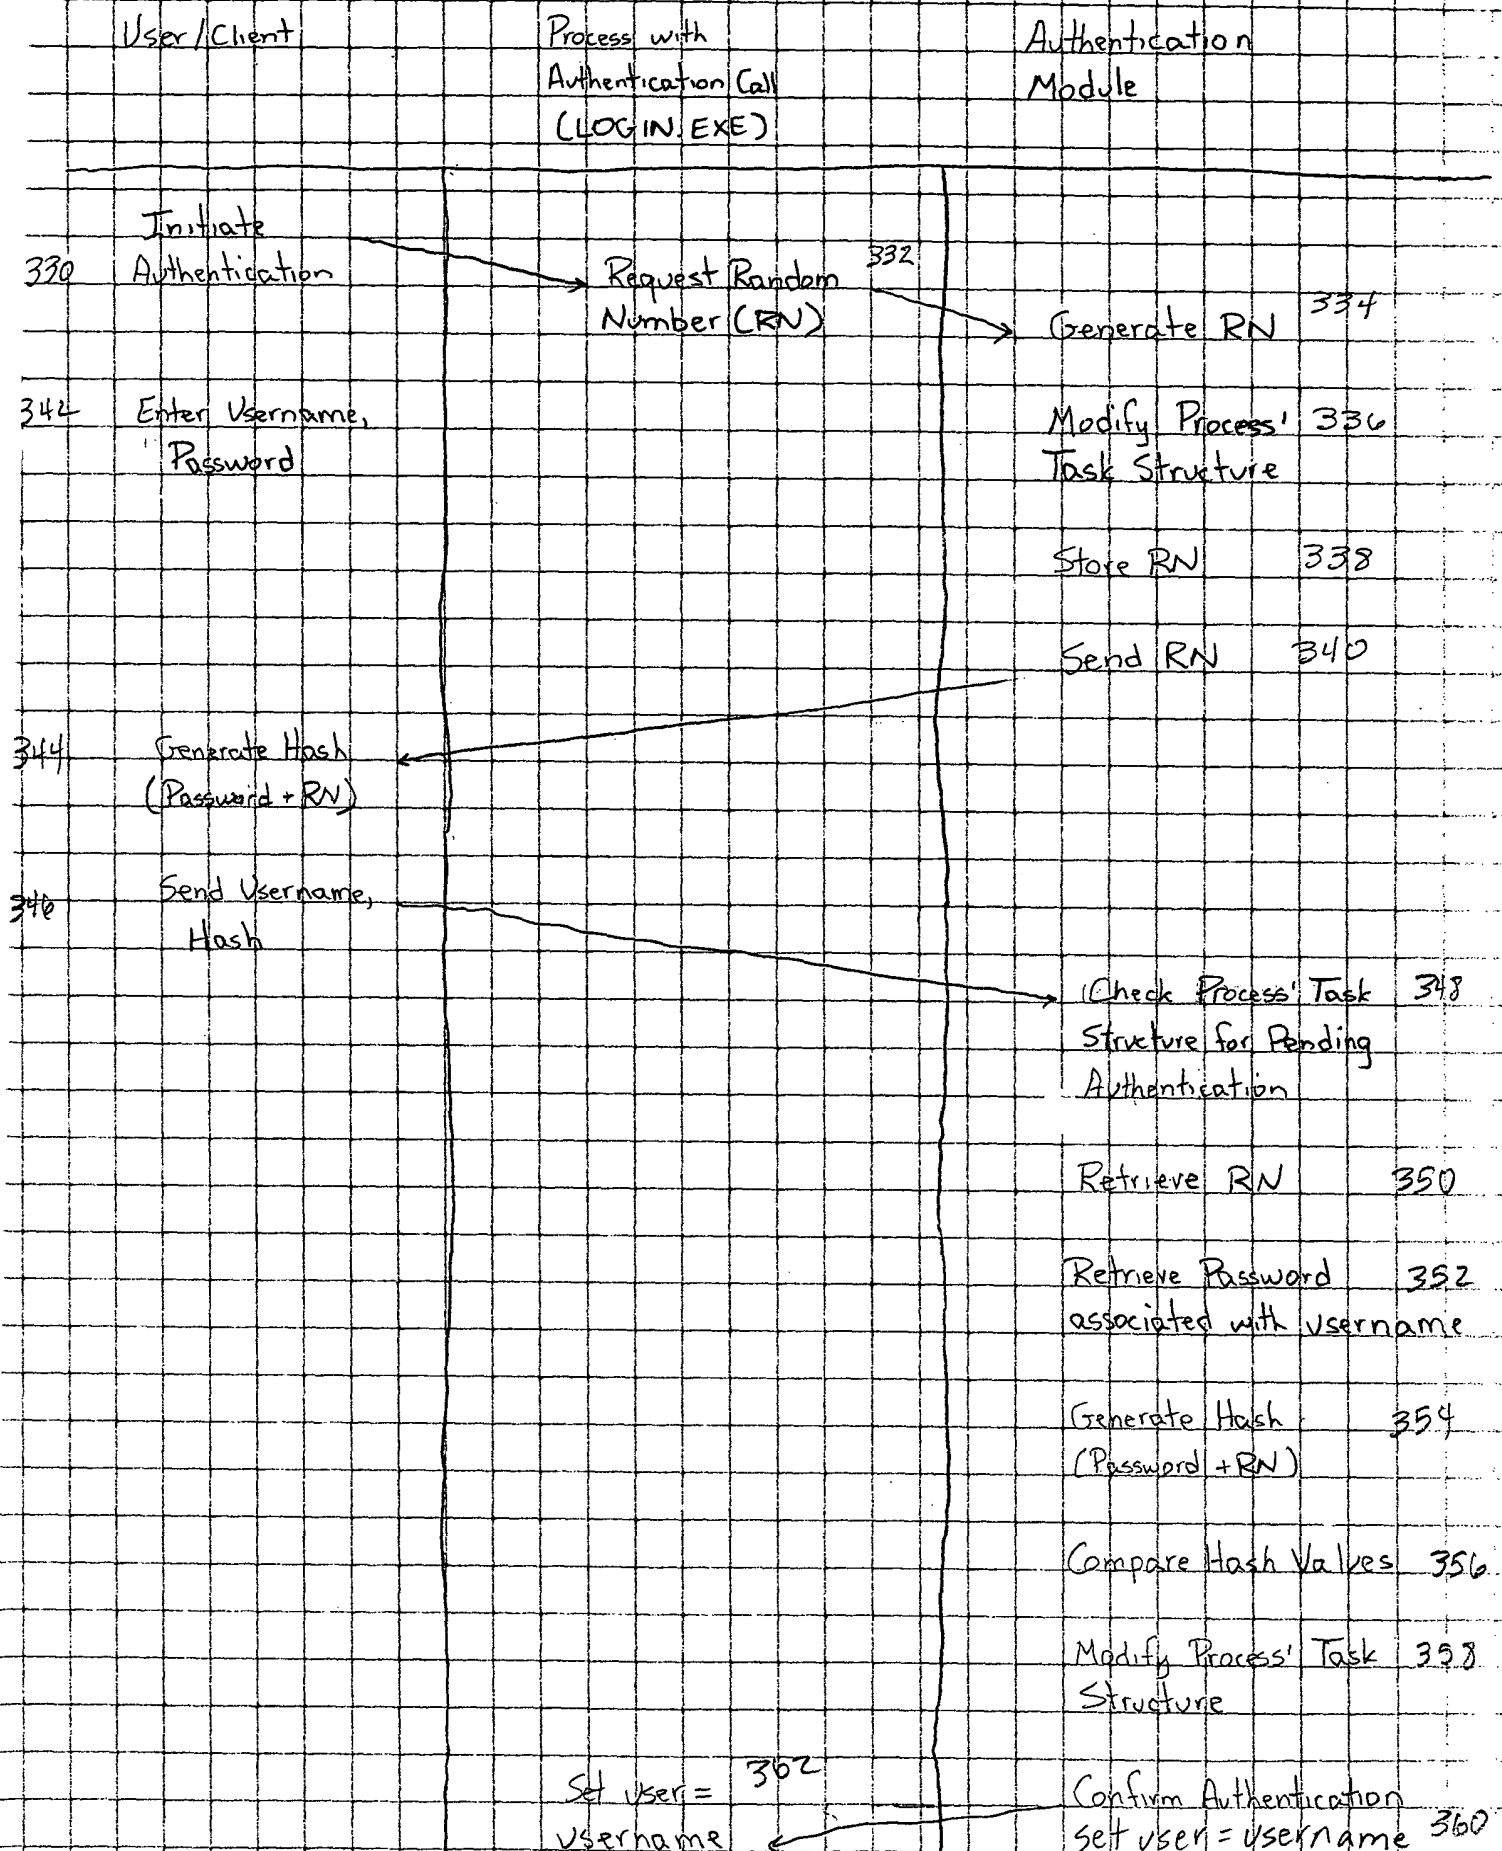 User/Client
Process with
Authentication Call
(LOGIN.EXE)
Authentication
Module
Initiate
330 Authentication
Request Random 332
Number (RN)
Generate RN 334
342 Enter Username,
Password
Modify Process' 336
Task Structure
Store RN 338
Send RN 340
344 Generate Hash
(Password + RN)
346 Send Username,
Hash
Check Process' Task 348
Structure for Pending
Authentication
Retrieve RN 350
Retrieve Password 352
associated with username
Generate Hash 354
(Password + RN)
Compare Hash Values 356
Modify Process' Task 358
Structure
Set user = 362
username
Confirm Authentication
set user = username 360